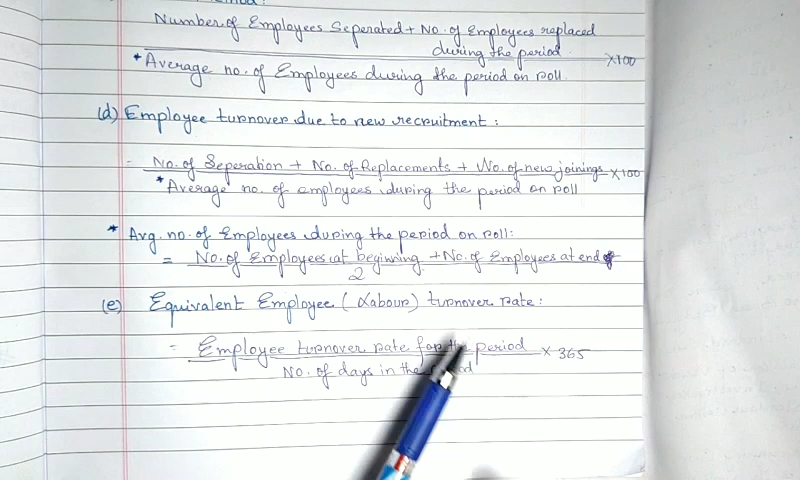 Number of Employees Seperated + No. of Employees replaced
during the period × 100
* Average no. of Employees during the period on roll
(d) Employee turnover due to new recruitment :
= No. of Seperation + No. of Replacements + No. of new joinings × 100
* Average no. of employees during the period on roll
* Avg. no. of Employees during the period on roll:
= No. of Employees at beginning + No. of Employees at end
2
(e) Equivalent Employee (Labour) turnover rate :
= Employee turnover rate for the period × 365
No. of days in the